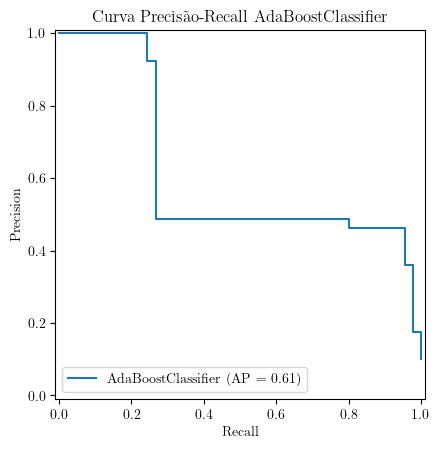 Curva Precisão-Recall AdaBoostClassifier
1.0
0.8
0.6
0.4
0.2
0.0
Precision
AdaBoostClassifier (AP = 0.61)
0.0 0.2 0.4 0.6 0.8 1.0
Recall